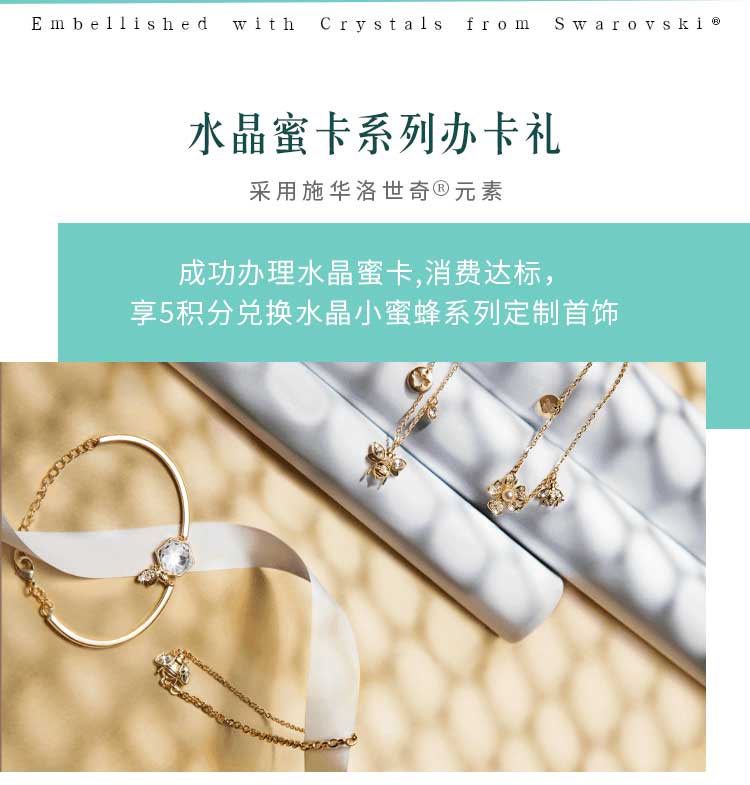 Embellished with Crystals from Swarovski®
水晶蜜卡系列办卡礼
采用施华洛世奇®元素
成功办理水晶蜜卡,消费达标，
享5积分兑换水晶小蜜蜂系列定制首饰